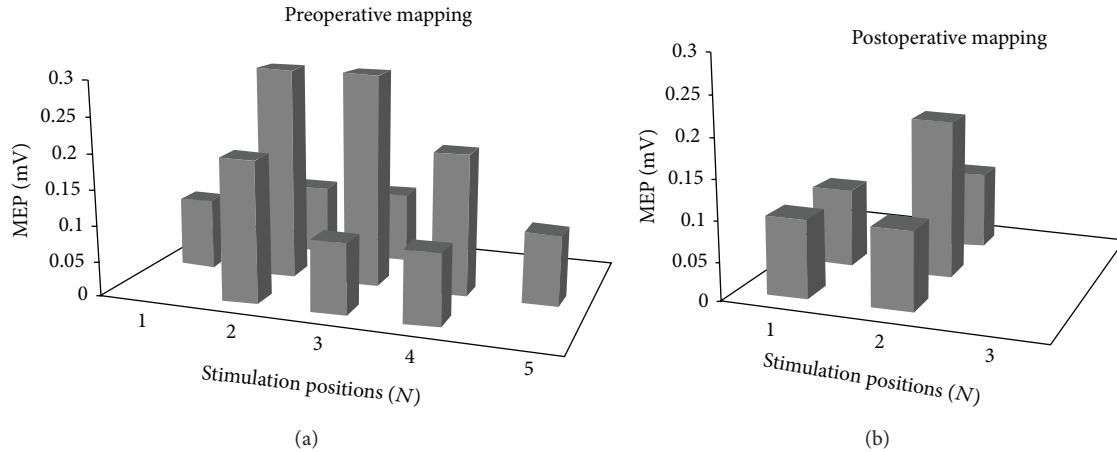 Preoperative mapping
0.3
0.25
0.2
0.15
0.1
0.05
0
MEP (mV)
1
2
3
4
5
Stimulation positions (N)
(a)
Postoperative mapping
0.3
0.25
0.2
0.15
0.1
0.05
0
MEP (mV)
1
2
3
Stimulation positions (N)
(b)